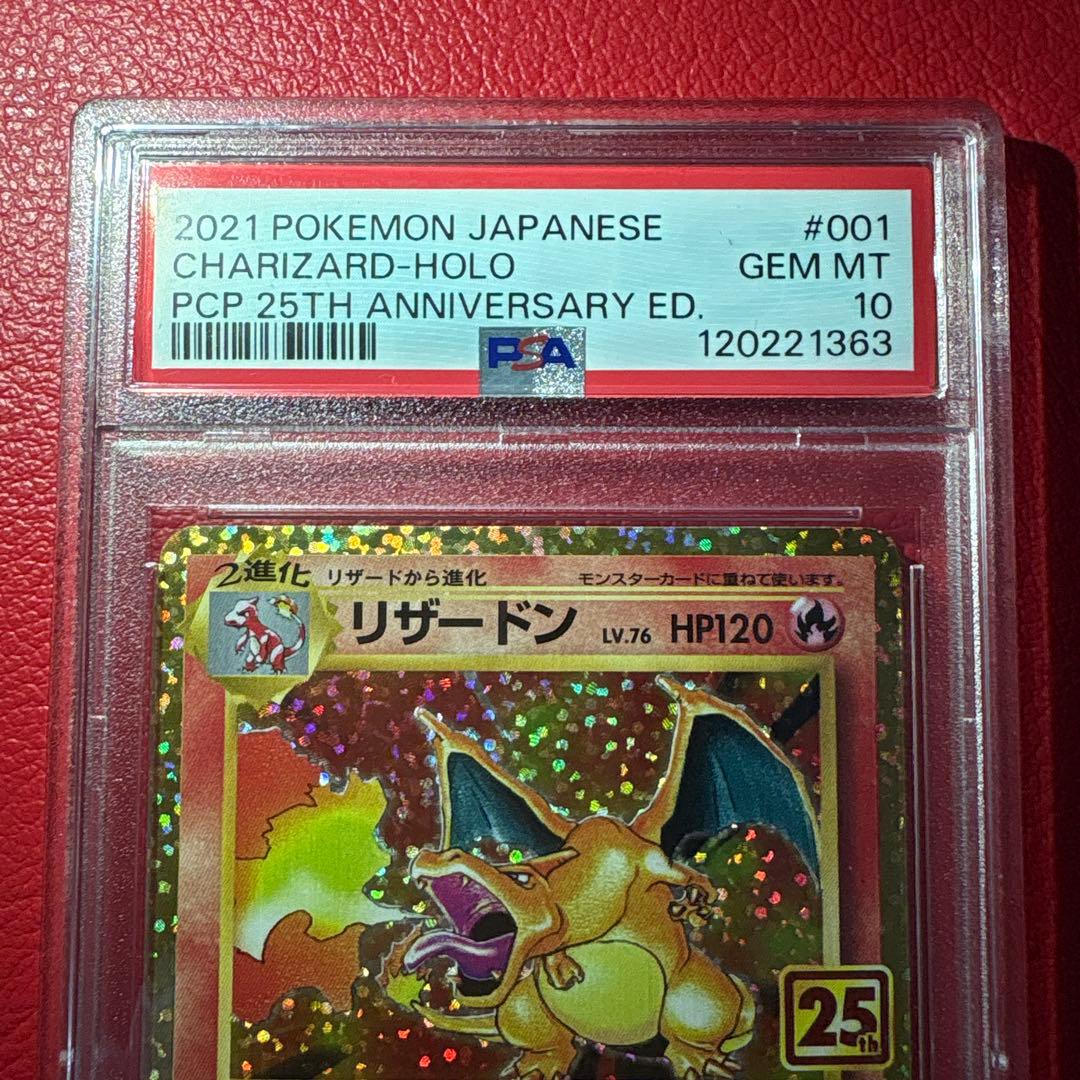 2021 POKEMON JAPANESE #001
CHARIZARD-HOLO GEM MT
PCP 25TH ANNIVERSARY ED. 10
PSA 120221363
2進化 リザードから進化 モンスターカードに重ねて使います。
リザードン LV.76 HP120
25th